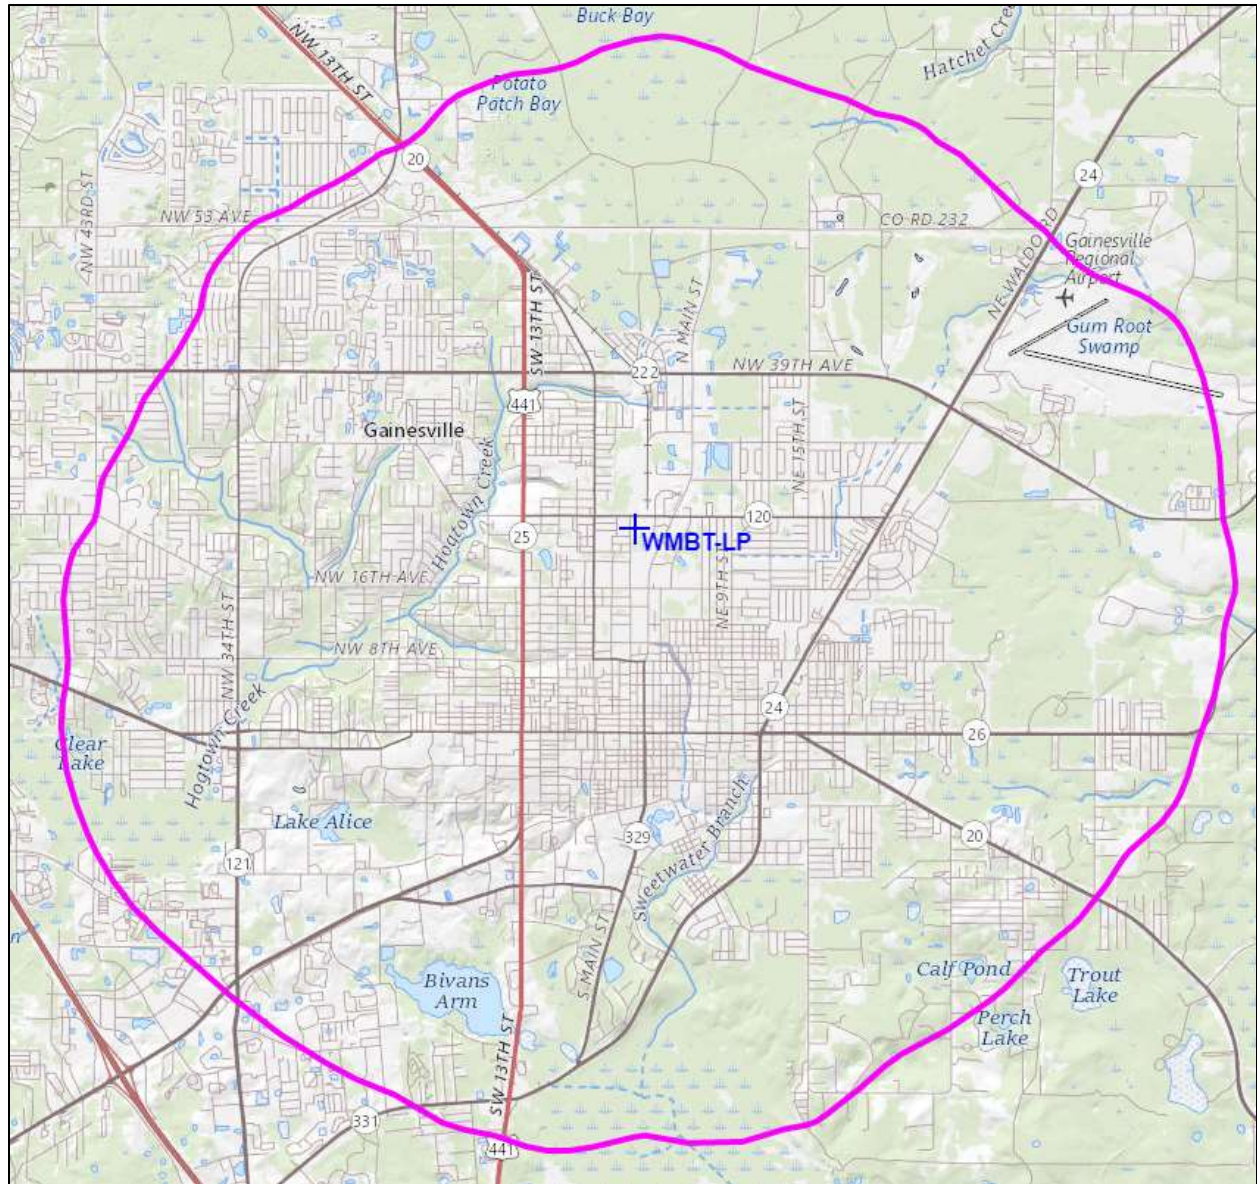 Buck Bay
Hatchet Cree
NW 13TH ST
Potato
Patch Bay
20
24
NW 43RD ST
NW 53 AVE
CO RD 232
NE WALDO RD
Gainesville
Regional
Airport
SW 13TH ST
N MAIN ST
Gum Root
Swamp
222
NW 39TH AVE
441
Gainesville
NE 15TH ST
Hogtown Creek
25
120
WMBT-LP
NW 16TH AVE
NE 9TH ST
NW 34TH ST
NW 8TH AVE
Hogtown Creek
24
26
Clear
Lake
Lake Alice
329
Sweetwater Branch
20
121
S MAIN ST
Bivans
Arm
Calf Pond
Trout
Lake
Perch
Lake
SW 13TH ST
331
441